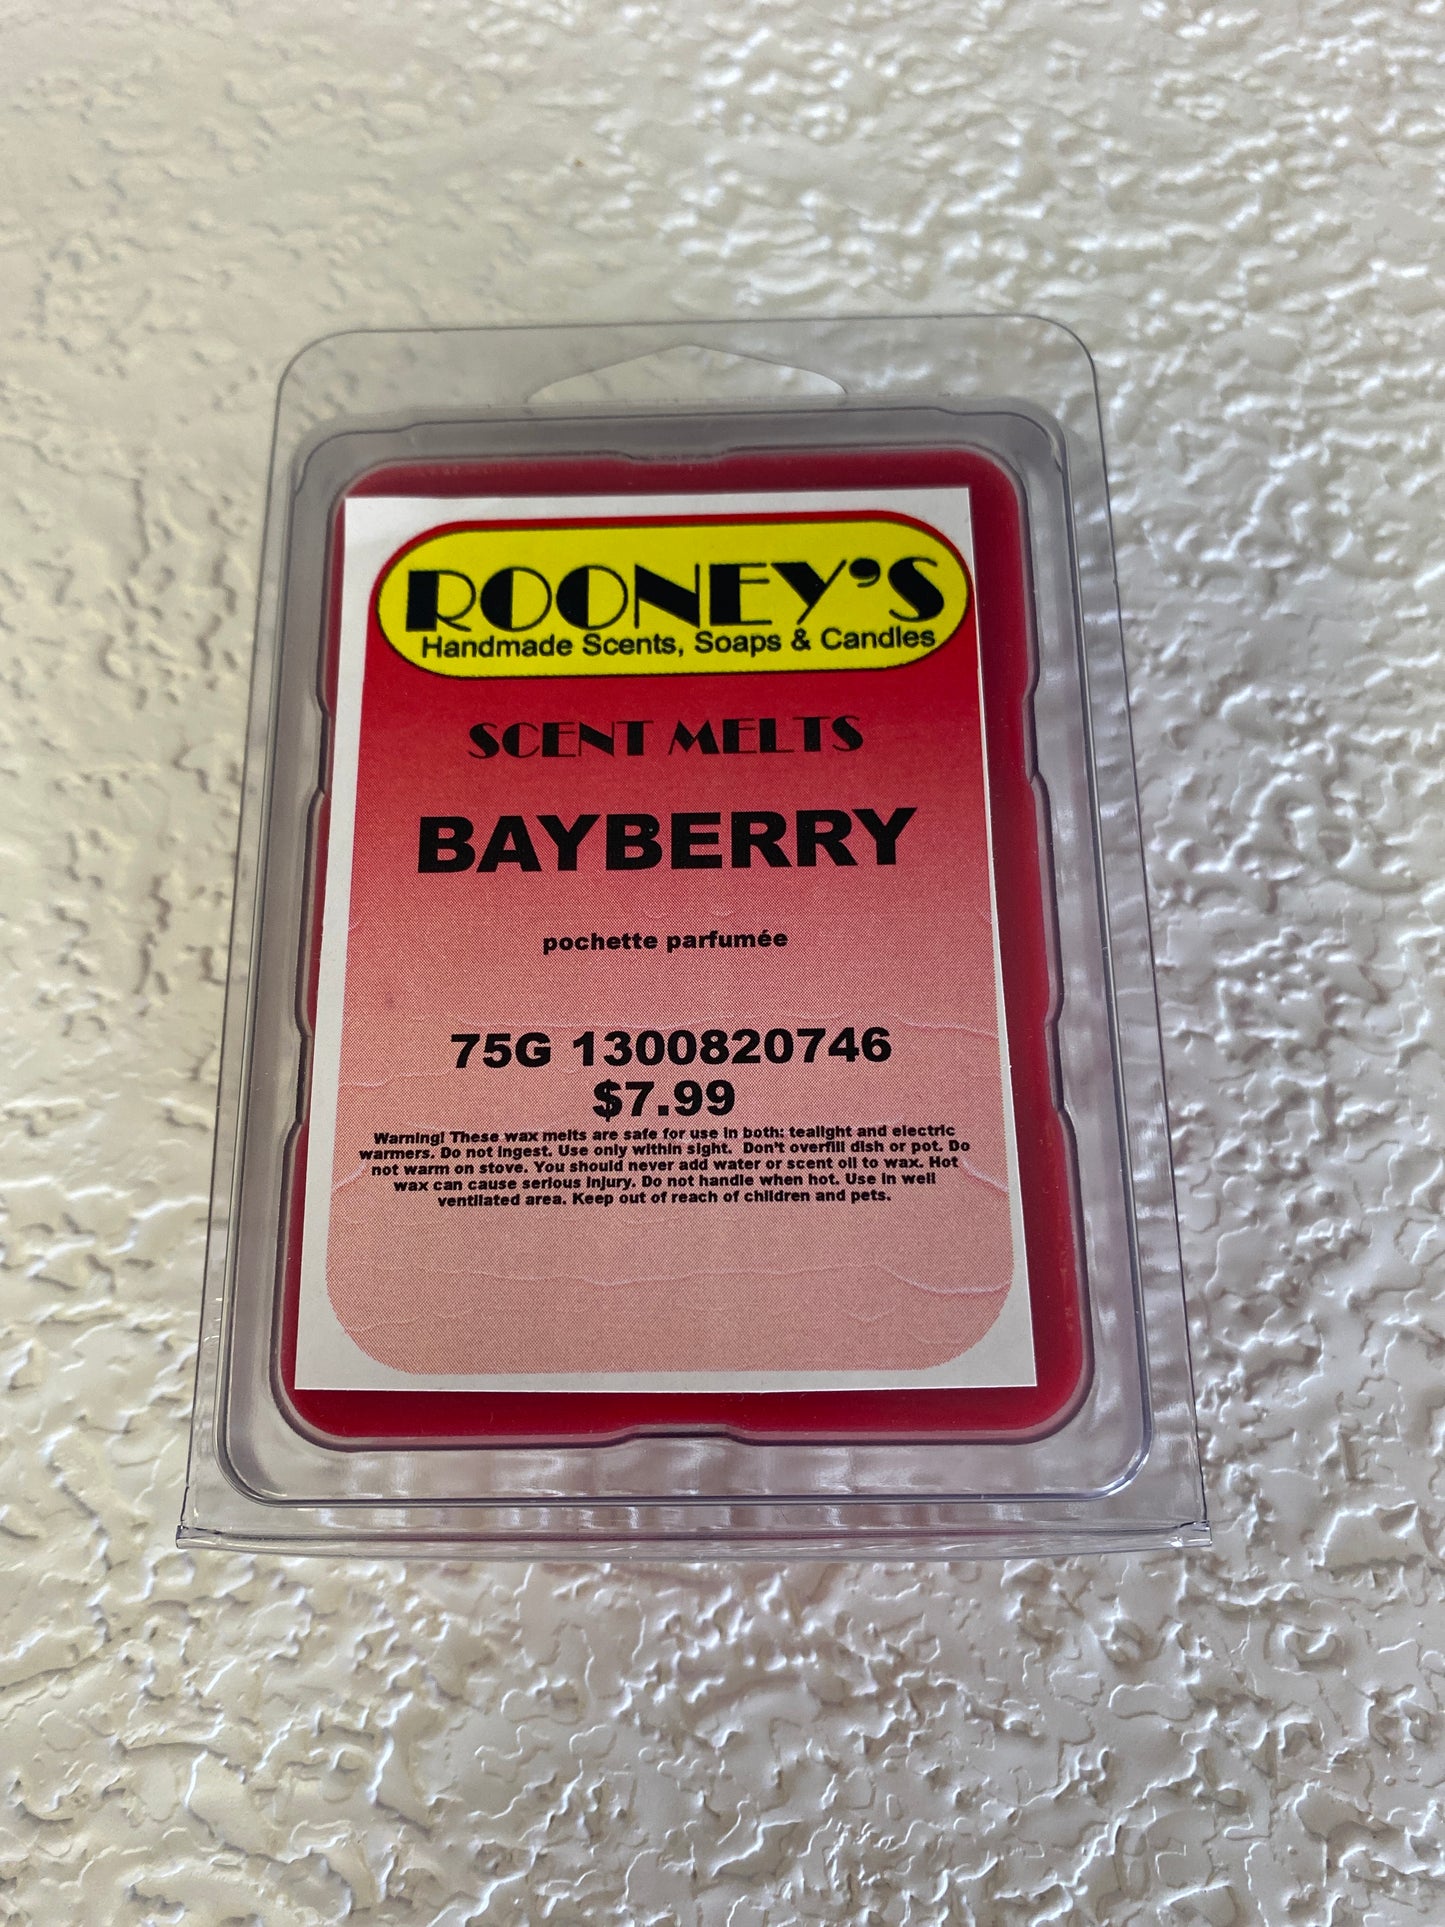 ROONEY'S
Handmade Scents, Soaps & Candles
SCENT MELTS
BAYBERRY
pochette parfumée
75G 1300820746
$7.99
Warning! These wax melts are safe for use in both: tealight and electric
warmers. Do not ingest. Use only within sight. Don't overfill dish or pot. Do
not warm on stove. You should never add water or scent oil to wax. Hot
wax can cause serious injury. Do not handle when hot. Use in well
ventilated area. Keep out of reach of children and pets.